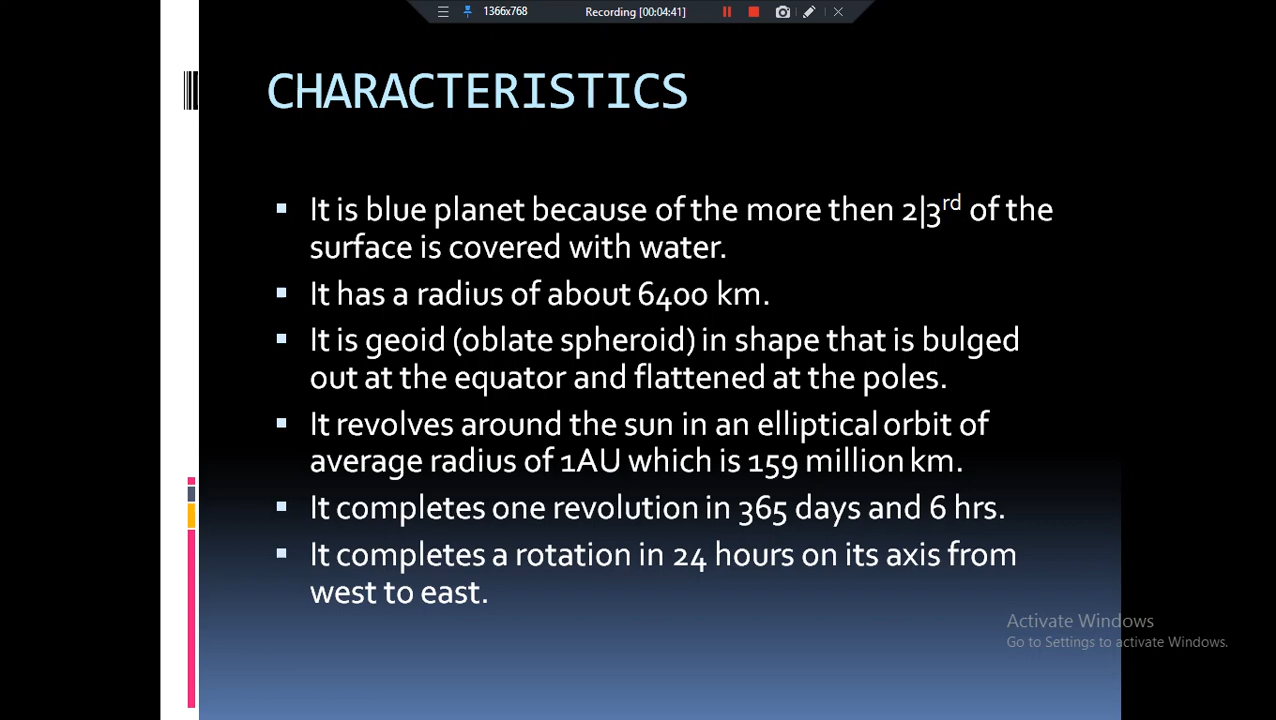 1366x768 Recording [00:04:41]
CHARACTERISTICS
It is blue planet because of the more then 2|3rd of the
surface is covered with water.
It has a radius of about 6400 km.
It is geoid (oblate spheroid) in shape that is bulged
out at the equator and flattened at the poles.
It revolves around the sun in an elliptical orbit of
average radius of 1AU which is 159 million km.
It completes one revolution in 365 days and 6 hrs.
It completes a rotation in 24 hours on its axis from
west to east.
Activate Windows
Go to Settings to activate Windows.